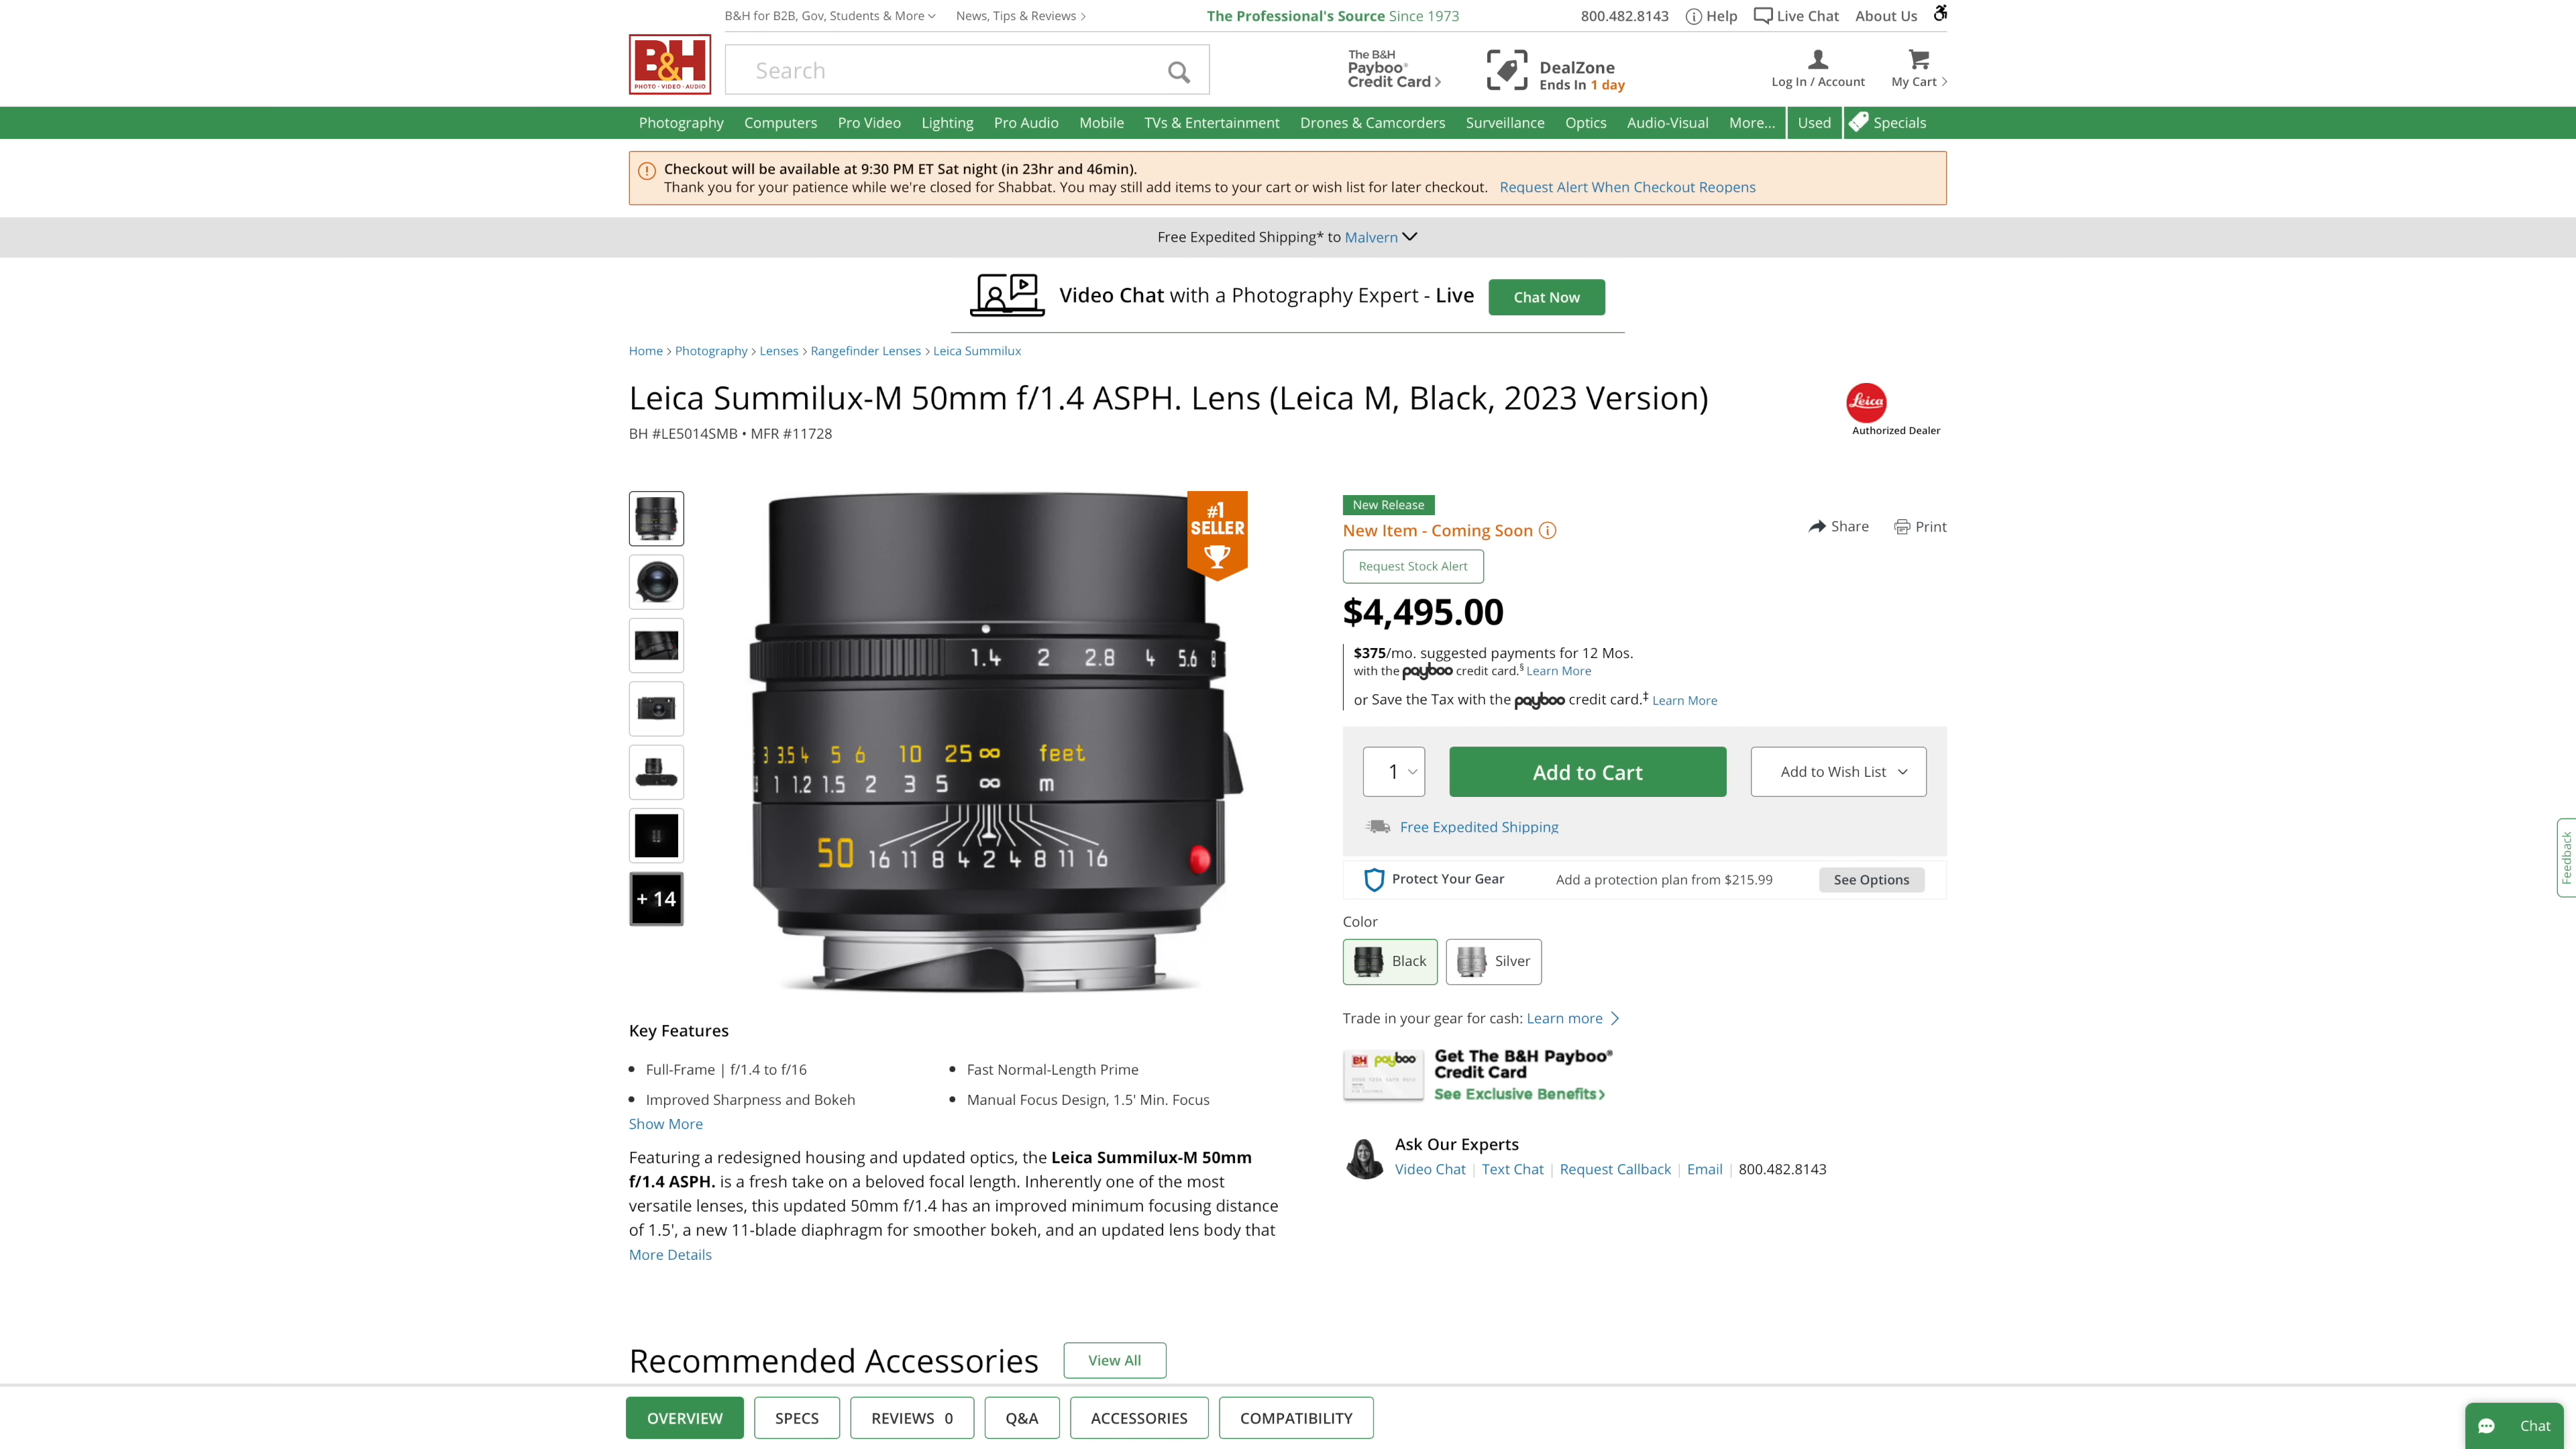 B&H for B2B, Gov, Students & More
News, Tips & Reviews
The Professional's Source Since 1973
800.482.8143
Help
Live Chat
About Us
B&H
PHOTO · VIDEO · AUDIO
Search
The B&H
Payboo®
Credit Card
DealZone
Ends In 1 day
Log In / Account
My Cart
Photography
Computers
Pro Video
Lighting
Pro Audio
Mobile
TVs & Entertainment
Drones & Camcorders
Surveillance
Optics
Audio-Visual
More...
Used
Specials
Checkout will be available at 9:30 PM ET Sat night (in 23hr and 46min).
Thank you for your patience while we're closed for Shabbat. You may still add items to your cart or wish list for later checkout. Request Alert When Checkout Reopens
Free Expedited Shipping* to Malvern
Video Chat with a Photography Expert - Live
Chat Now
Home > Photography > Lenses > Rangefinder Lenses > Leica Summilux
Leica Summilux-M 50mm f/1.4 ASPH. Lens (Leica M, Black, 2023 Version)
BH #LE5014SMB • MFR #11728
Leica
Authorized Dealer
#1
SELLER
1.4 2 2.8 4 5.6 8
3 3.5 4 5 6 10 25 ∞ feet
1 1.2 1.5 2 3 5 ∞ m
50 16 11 8 4 2 4 8 11 16
+ 14
New Release
New Item - Coming Soon
Share
Print
Request Stock Alert
$4,495.00
$375/mo. suggested payments for 12 Mos.
with the payboo credit card.§ Learn More
or Save the Tax with the payboo credit card.‡ Learn More
1
Add to Cart
Add to Wish List
Free Expedited Shipping
Protect Your Gear
Add a protection plan from $215.99
See Options
Color
Black
Silver
Trade in your gear for cash: Learn more
BH payboo
Get The B&H Payboo®
Credit Card
See Exclusive Benefits
Ask Our Experts
Video Chat | Text Chat | Request Callback | Email | 800.482.8143
Key Features
Full-Frame | f/1.4 to f/16
Fast Normal-Length Prime
Improved Sharpness and Bokeh
Manual Focus Design, 1.5' Min. Focus
Show More
Featuring a redesigned housing and updated optics, the Leica Summilux-M 50mm
f/1.4 ASPH. is a fresh take on a beloved focal length. Inherently one of the most
versatile lenses, this updated 50mm f/1.4 has an improved minimum focusing distance
of 1.5', a new 11-blade diaphragm for smoother bokeh, and an updated lens body that
More Details
Feedback
Recommended Accessories
View All
OVERVIEW
SPECS
REVIEWS 0
Q&A
ACCESSORIES
COMPATIBILITY
Chat